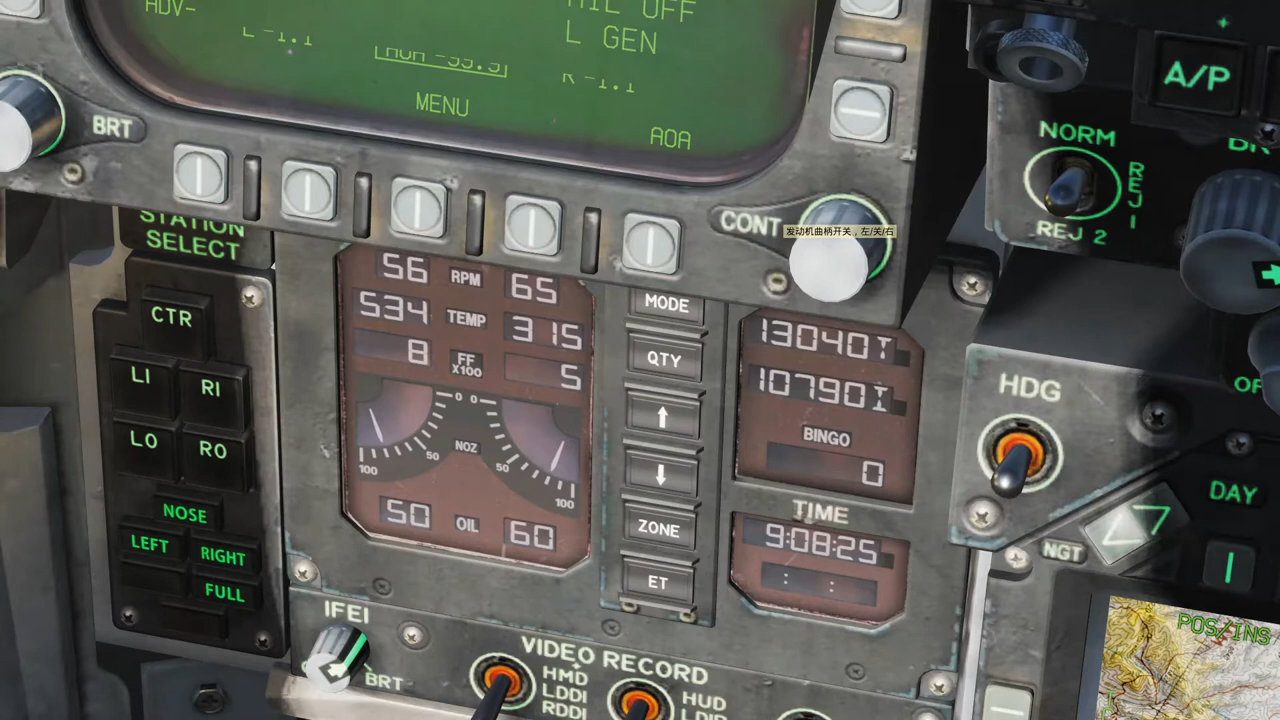 ADV-
MIL OFF
L GEN
L -1.1
R -1.1
MENU
AOA
BRT
CONT
发动机曲柄开关，左/关/右
A/P
NORM
REJ 1
REJ 2
STATION
SELECT
CTR
LI
RI
LO
RO
NOSE
LEFT
RIGHT
FULL
56
RPM
65
534
TEMP
315
8
FF
X100
5
0 0
50
NOZ
50
100
100
50
OIL
60
MODE
QTY
↑
↓
ZONE
ET
13040T
10790I
BINGO
0
TIME
9:08:25
: :
HDG
DAY
NGT
IFEI
BRT
VIDEO RECORD
HMD
LDDI
RDDI
HUD
POS/INS